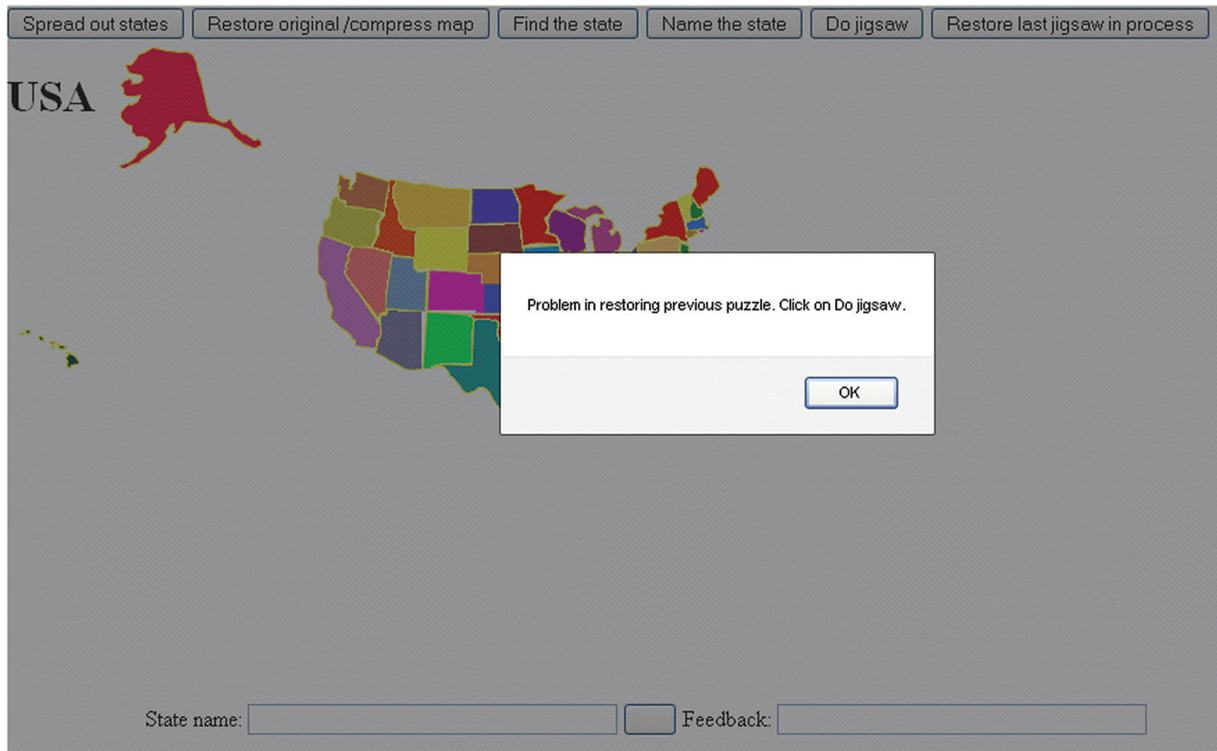 Spread out states Restore original /compress map Find the state Name the state Do jigsaw Restore last jigsaw in process
USA
Problem in restoring previous puzzle. Click on Do jigsaw.
OK
State name: Feedback: